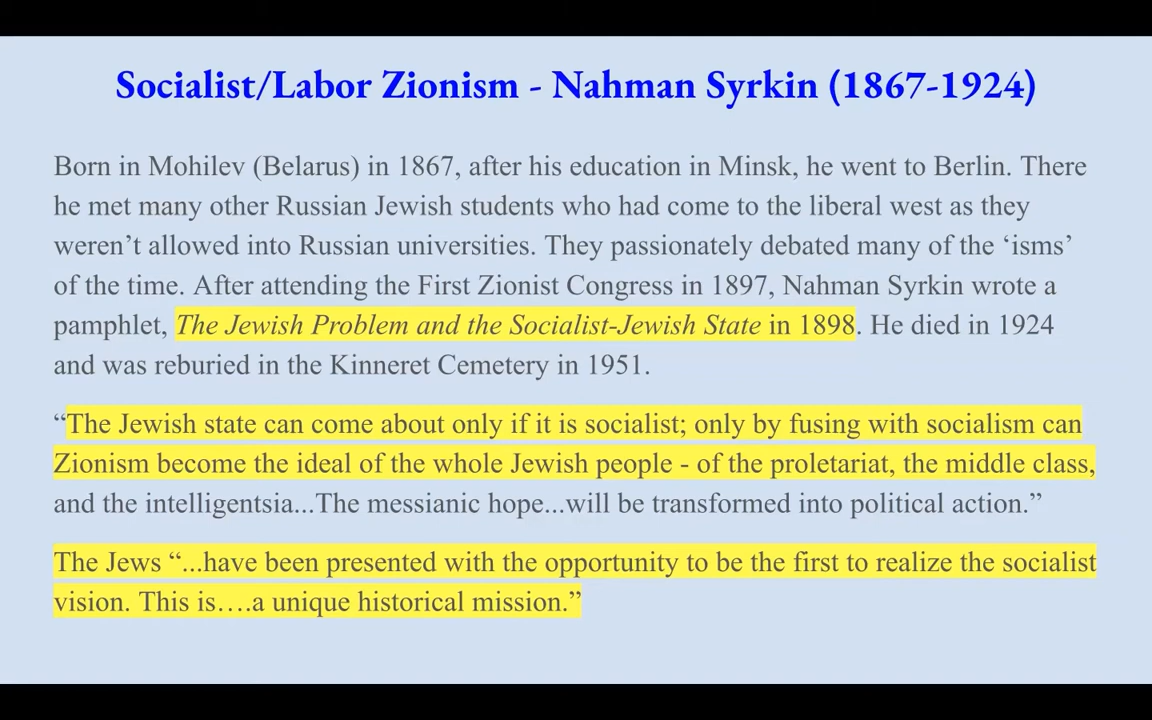 Socialist/Labor Zionism - Nahman Syrkin (1867-1924)
Born in Mohilev (Belarus) in 1867, after his education in Minsk, he went to Berlin. There
he met many other Russian Jewish students who had come to the liberal west as they
weren’t allowed into Russian universities. They passionately debated many of the ‘isms’
of the time. After attending the First Zionist Congress in 1897, Nahman Syrkin wrote a
pamphlet, The Jewish Problem and the Socialist-Jewish State in 1898. He died in 1924
and was reburied in the Kinneret Cemetery in 1951.
“The Jewish state can come about only if it is socialist; only by fusing with socialism can
Zionism become the ideal of the whole Jewish people - of the proletariat, the middle class,
and the intelligentsia...The messianic hope...will be transformed into political action.”
The Jews “...have been presented with the opportunity to be the first to realize the socialist
vision. This is….a unique historical mission.”